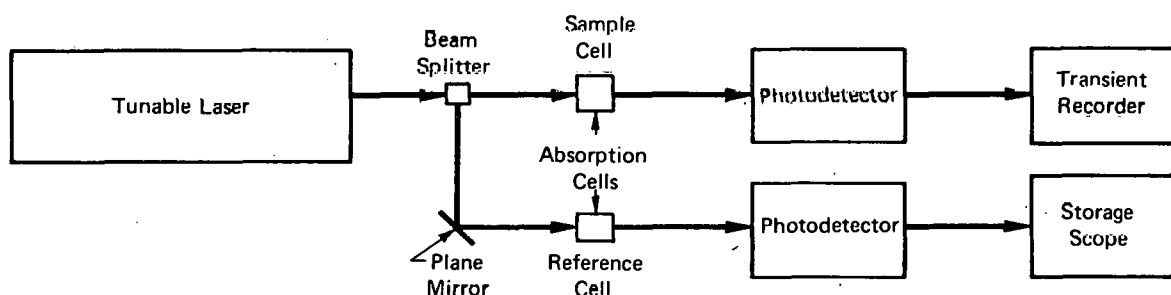 Tunable Laser
Beam
Splitter
Sample
Cell
Photodetector
Transient
Recorder
Absorption
Cells
Plane
Mirror
Reference
Cell
Photodetector
Storage
Scope